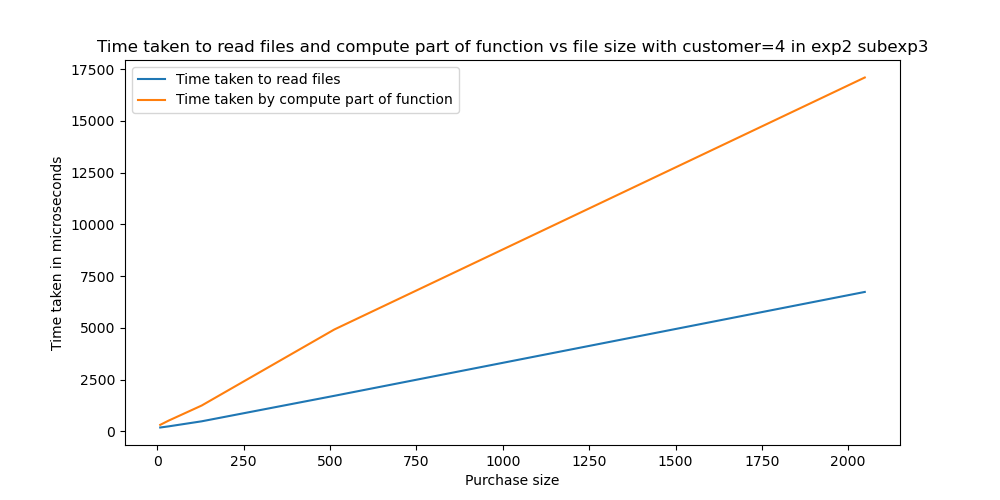 Time taken to read files and compute part of function vs file size with customer=4 in exp2 subexp3
17500
15000
12500
10000
7500
5000
2500
0
Time taken in microseconds
Time taken to read files
Time taken by compute part of function
0 250 500 750 1000 1250 1500 1750 2000
Purchase size